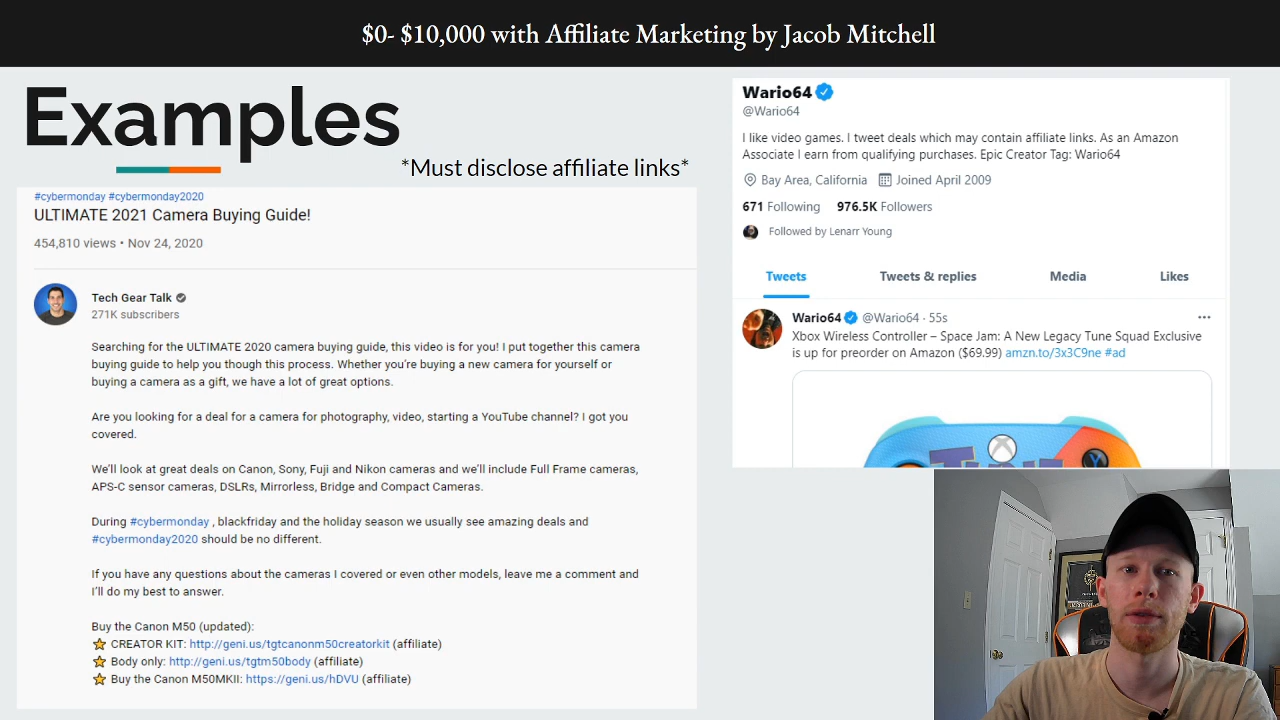 $0- $10,000 with Affiliate Marketing by Jacob Mitchell
Examples
*Must disclose affiliate links*
#cybermonday #cybermonday2020
ULTIMATE 2021 Camera Buying Guide!
454,810 views • Nov 24, 2020
Tech Gear Talk
271K subscribers
Searching for the ULTIMATE 2020 camera buying guide, this video is for you! I put together this camera
buying guide to help you though this process. Whether you're buying a new camera for yourself or
buying a camera as a gift, we have a lot of great options.
Are you looking for a deal for a camera for photography, video, starting a YouTube channel? I got you
covered.
We'll look at great deals on Canon, Sony, Fuji and Nikon cameras and we'll include Full Frame cameras,
APS-C sensor cameras, DSLRs, Mirrorless, Bridge and Compact Cameras.
During #cybermonday , blackfriday and the holiday season we usually see amazing deals and
#cybermonday2020 should be no different.
If you have any questions about the cameras I covered or even other models, leave me a comment and
I'll do my best to answer.
Buy the Canon M50 (updated):
⭐ CREATOR KIT: http://geni.us/tgtcanonm50creatorkit (affiliate)
⭐ Body only: http://geni.us/tgtm50body (affiliate)
⭐ Buy the Canon M50MKII: https://geni.us/hDVU (affiliate)
Wario64
@Wario64
I like video games. I tweet deals which may contain affiliate links. As an Amazon
Associate I earn from qualifying purchases. Epic Creator Tag: Wario64
Bay Area, California Joined April 2009
671 Following 976.5K Followers
Followed by Lenarr Young
Tweets Tweets & replies Media Likes
Wario64 @Wario64 · 55s
Xbox Wireless Controller – Space Jam: A New Legacy Tune Squad Exclusive
is up for preorder on Amazon ($69.99) amzn.to/3x3C9ne #ad